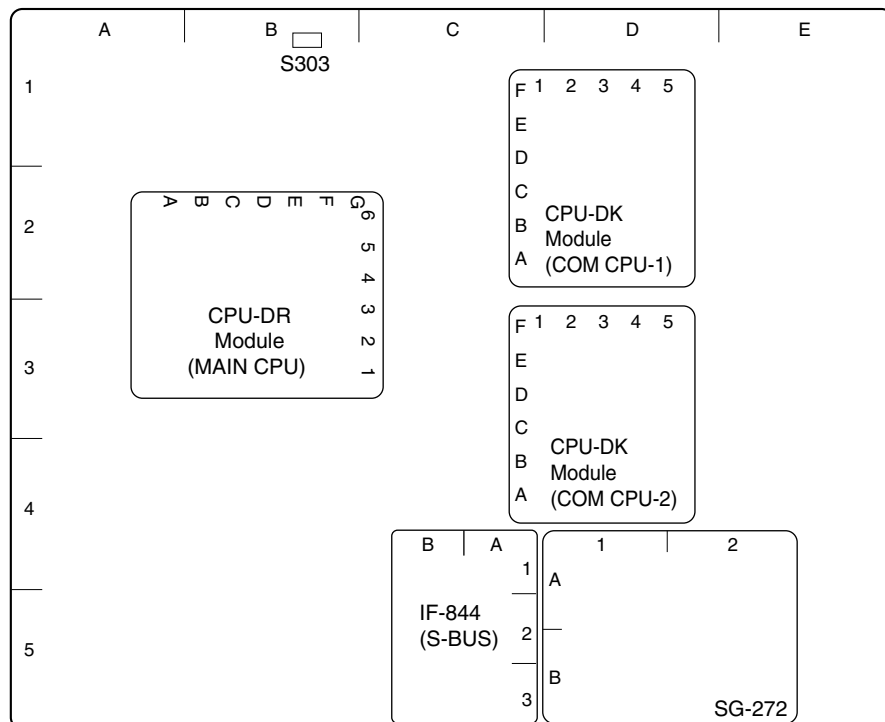 A B C D E
S303
1
2
3
4
5
F 1 2 3 4 5
E
D
C
B
A
CPU-DK
Module
(COM CPU-1)
A B C D E F G
6
5
4
3
2
1
CPU-DR
Module
(MAIN CPU)
F 1 2 3 4 5
E
D
C
B
A
CPU-DK
Module
(COM CPU-2)
B A
1
2
3
IF-844
(S-BUS)
1 2
A
B
SG-272